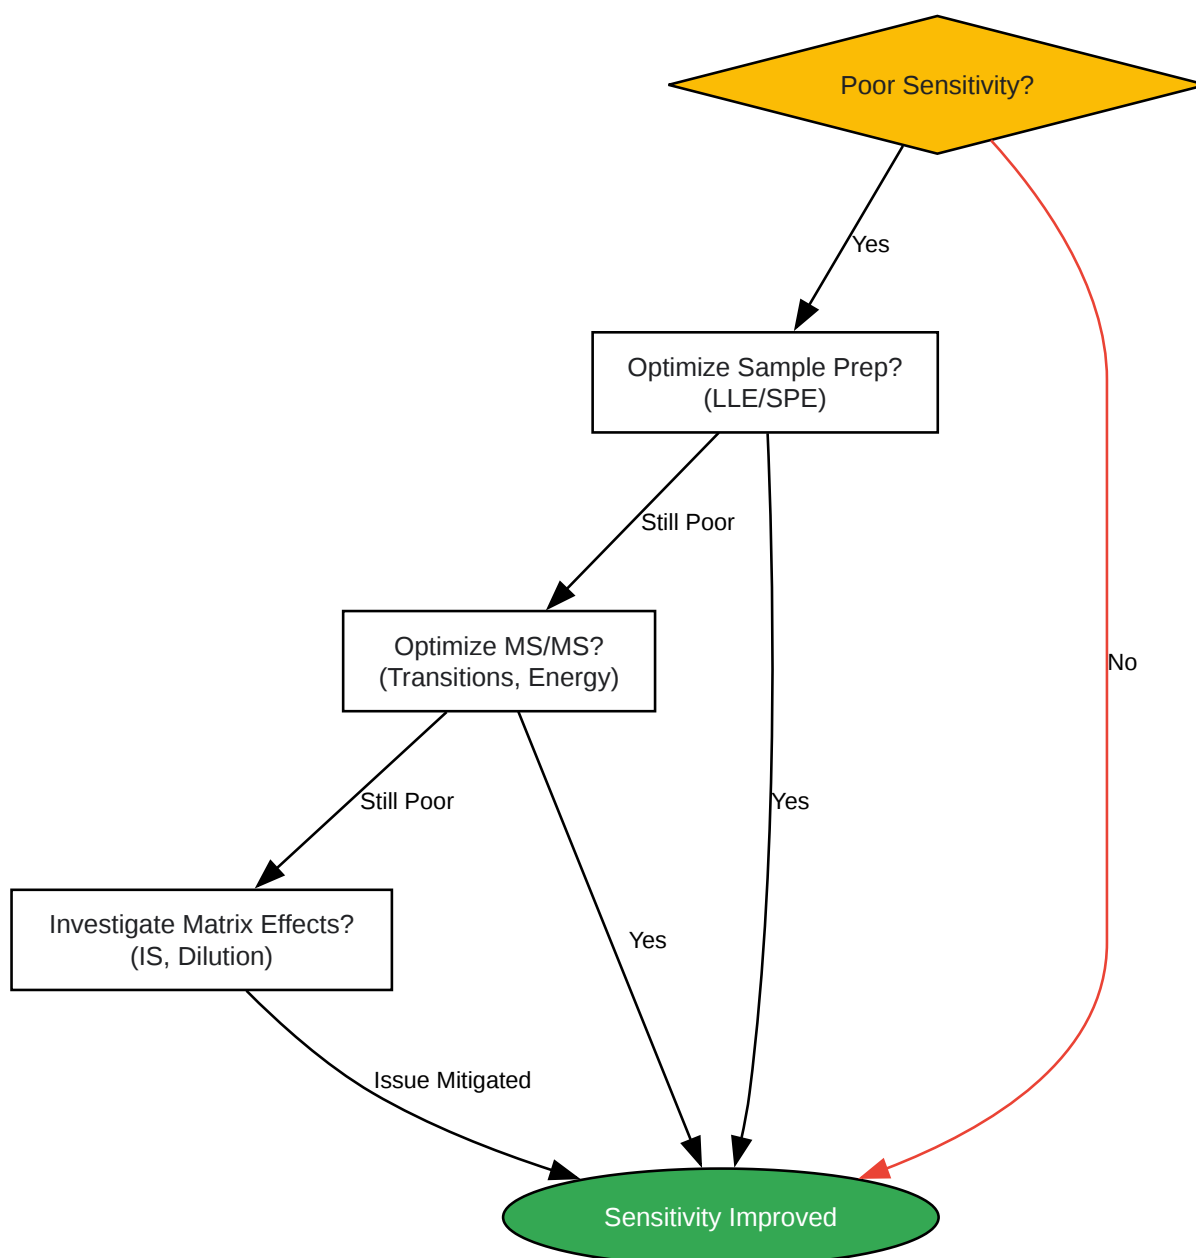 Poor Sensitivity?
Yes
Optimize Sample Prep?
(LLE/SPE)
Still Poor
Optimize MS/MS?
(Transitions, Energy)
No
Still Poor
Yes
Investigate Matrix Effects?
(IS, Dilution)
Yes
Issue Mitigated
Sensitivity Improved